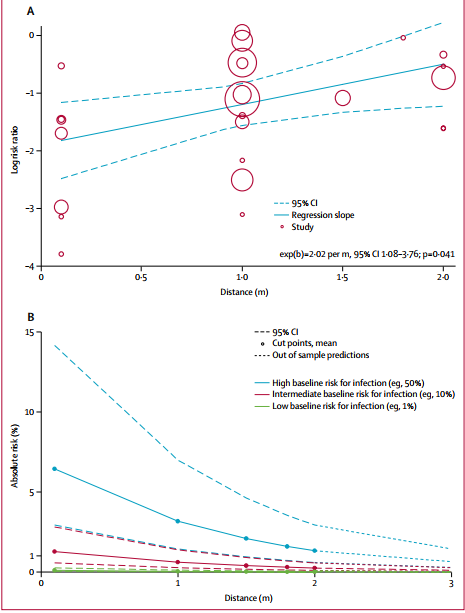 A
0
−1
−2
−3
−4
Log risk ratio
95% CI
Regression slope
Study
exp(b)=2·02 per m, 95% CI 1·08–3·76; p=0·041
0
0·5
1·0
1·5
2·0
Distance (m)
B
15
10
5
1
0
Absolute risk (%)
95% CI
Cut points, mean
Out of sample predictions
High baseline risk for infection (eg, 50%)
Intermediate baseline risk for infection (eg, 10%)
Low baseline risk for infection (eg, 1%)
0
1
2
3
Distance (m)